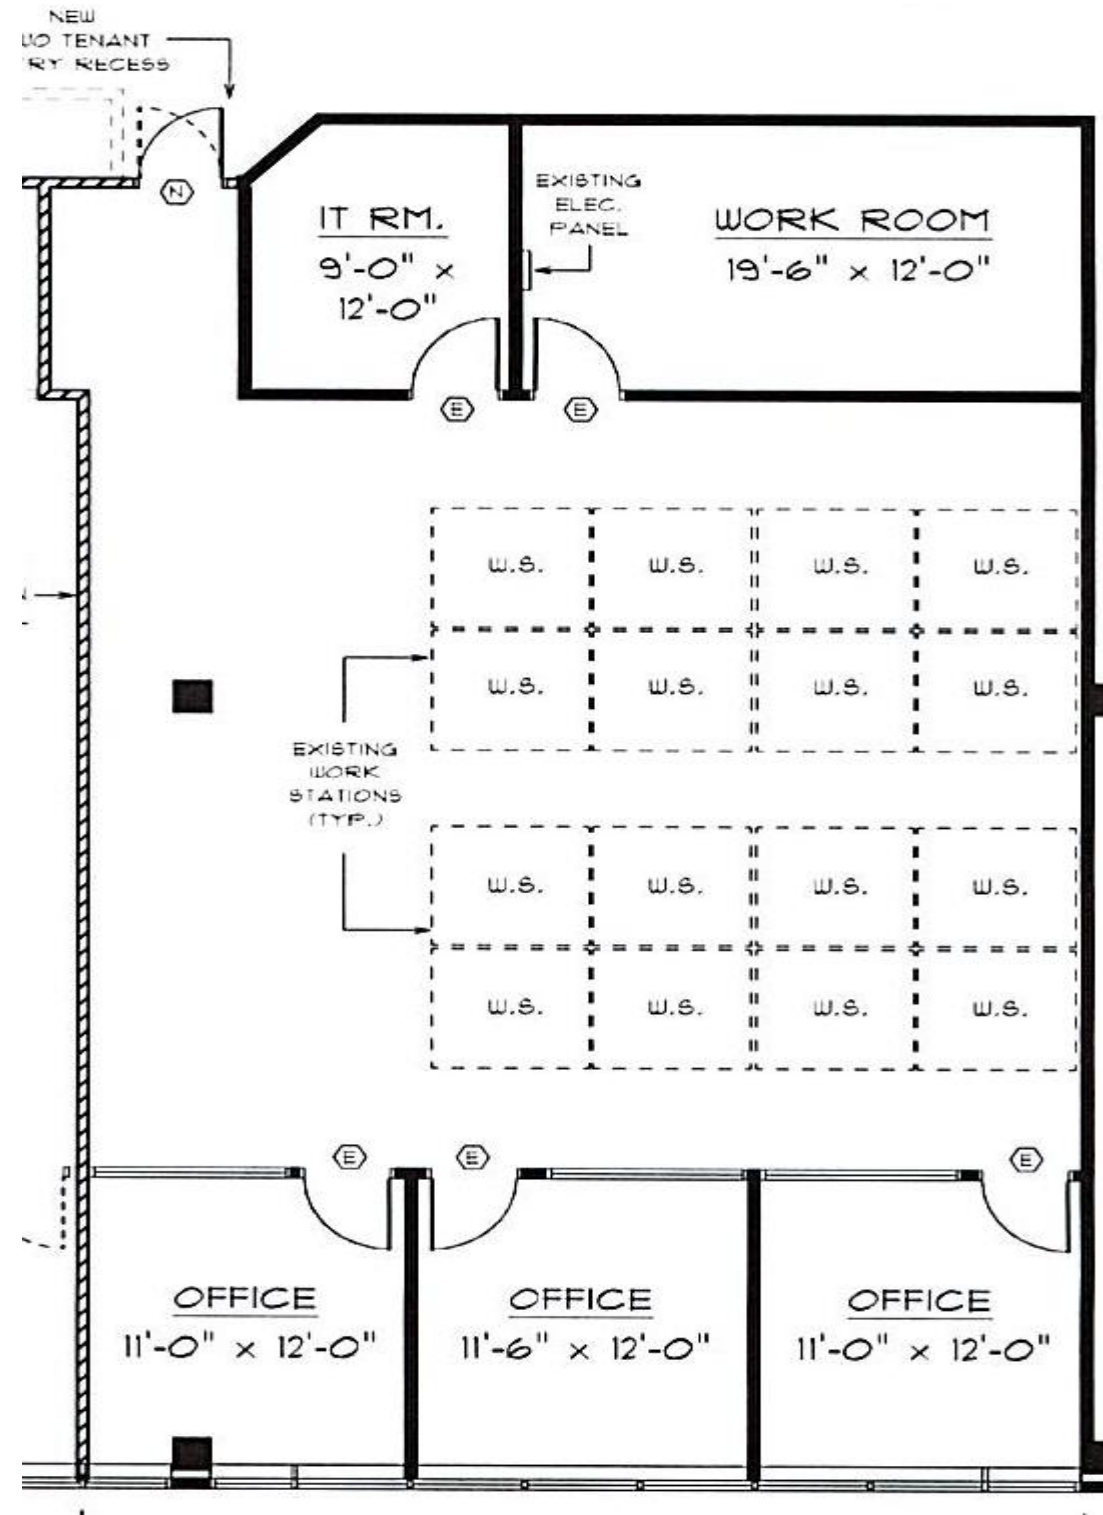 NEW
TENANT
RECESS
N
IT RM.
9'-0" x
12'-0"
EXISTING
ELEC.
PANEL
WORK ROOM
19'-6" x 12'-0"
E
E
W.S. W.S. W.S. W.S.
W.S. W.S. W.S. W.S.
EXISTING
WORK
STATIONS
(TYP.)
W.S. W.S. W.S. W.S.
W.S. W.S. W.S. W.S.
E
E
E
OFFICE
11'-0" x 12'-0"
OFFICE
11'-6" x 12'-0"
OFFICE
11'-0" x 12'-0"